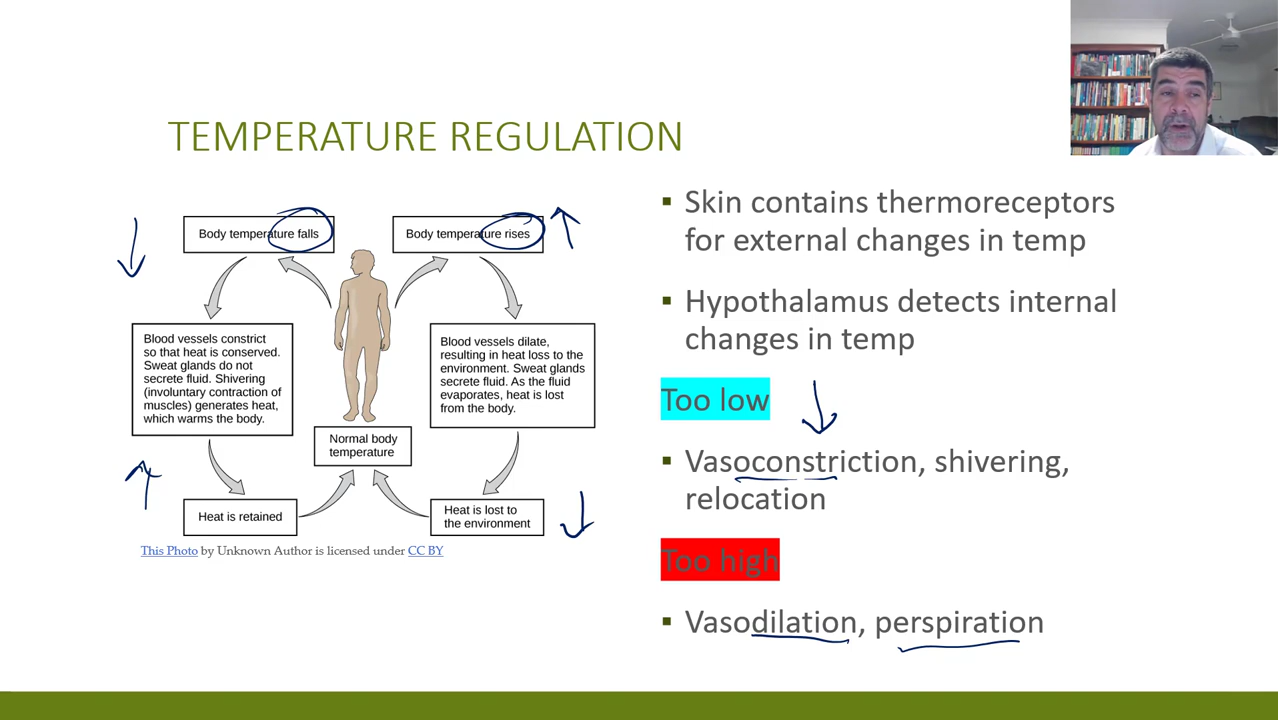 TEMPERATURE REGULATION
Body temperature falls
Body temperature rises
Blood vessels constrict
so that heat is conserved.
Sweat glands do not
secrete fluid. Shivering
(involuntary contraction of
muscles) generates heat,
which warms the body.
Blood vessels dilate,
resulting in heat loss to the
environment. Sweat glands
secrete fluid. As the fluid
evaporates, heat is lost
from the body.
Normal body
temperature
Heat is retained
Heat is lost to
the environment
This Photo by Unknown Author is licensed under CC BY
▪ Skin contains thermoreceptors
for external changes in temp
▪ Hypothalamus detects internal
changes in temp
Too low
▪ Vasoconstriction, shivering,
relocation
Too high
▪ Vasodilation, perspiration